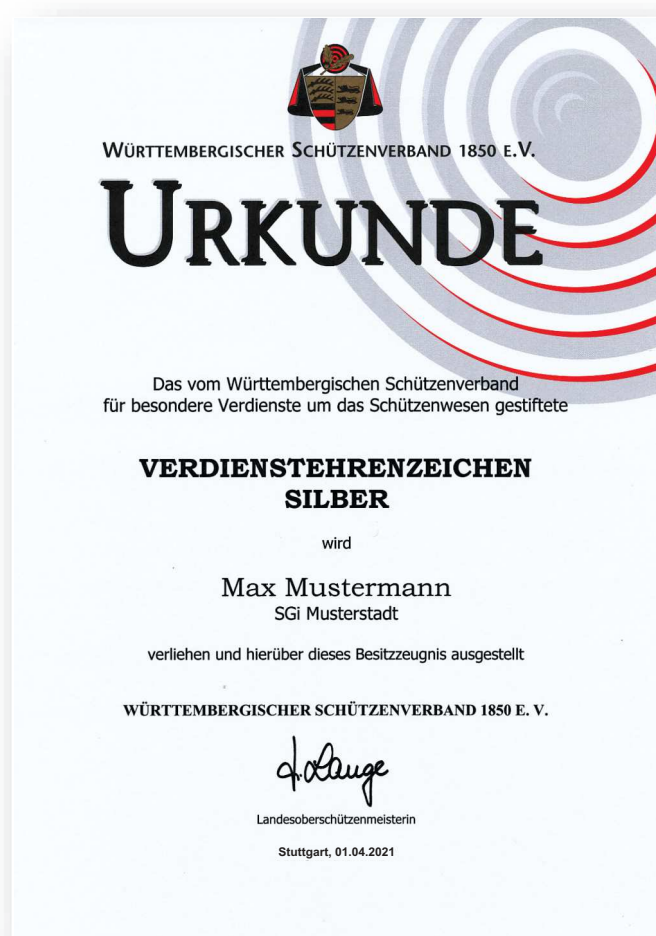 WÜRTTEMBERGISCHER SCHÜTZENVERBAND 1850 E.V.
URKUNDE
Das vom Württembergischen Schützenverband
für besondere Verdienste um das Schützenwesen gestiftete
VERDIENSTEHRENZEICHEN
SILBER
wird
Max Mustermann
SGi Musterstadt
verliehen und hierüber dieses Besitzzeugnis ausgestellt
WÜRTTEMBERGISCHER SCHÜTZENVERBAND 1850 E. V.
Lange
Landesoberschützenmeisterin
Stuttgart, 01.04.2021